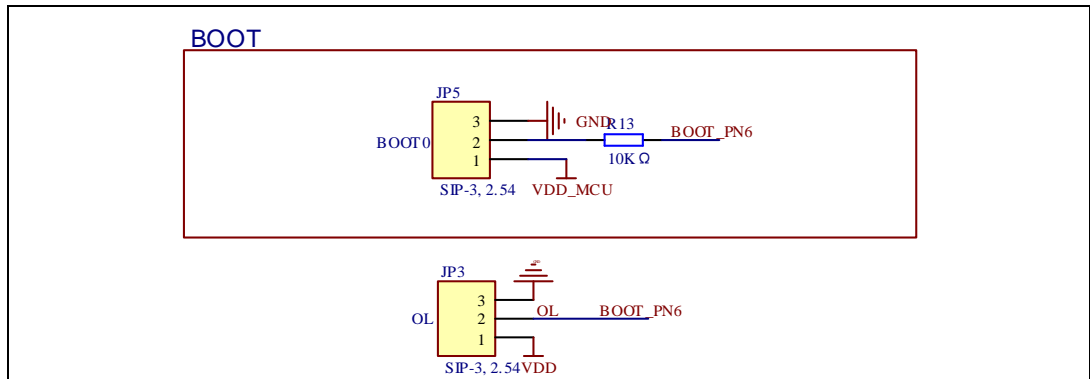 BOOT
JP5
3
GND
R13
BOOT_PN6
BOOT0
2
1
10K Ω
SIP-3, 2.54
VDD_MCU
JP3
3
OL
2
OL
BOOT_PN6
1
SIP-3, 2.54
VDD